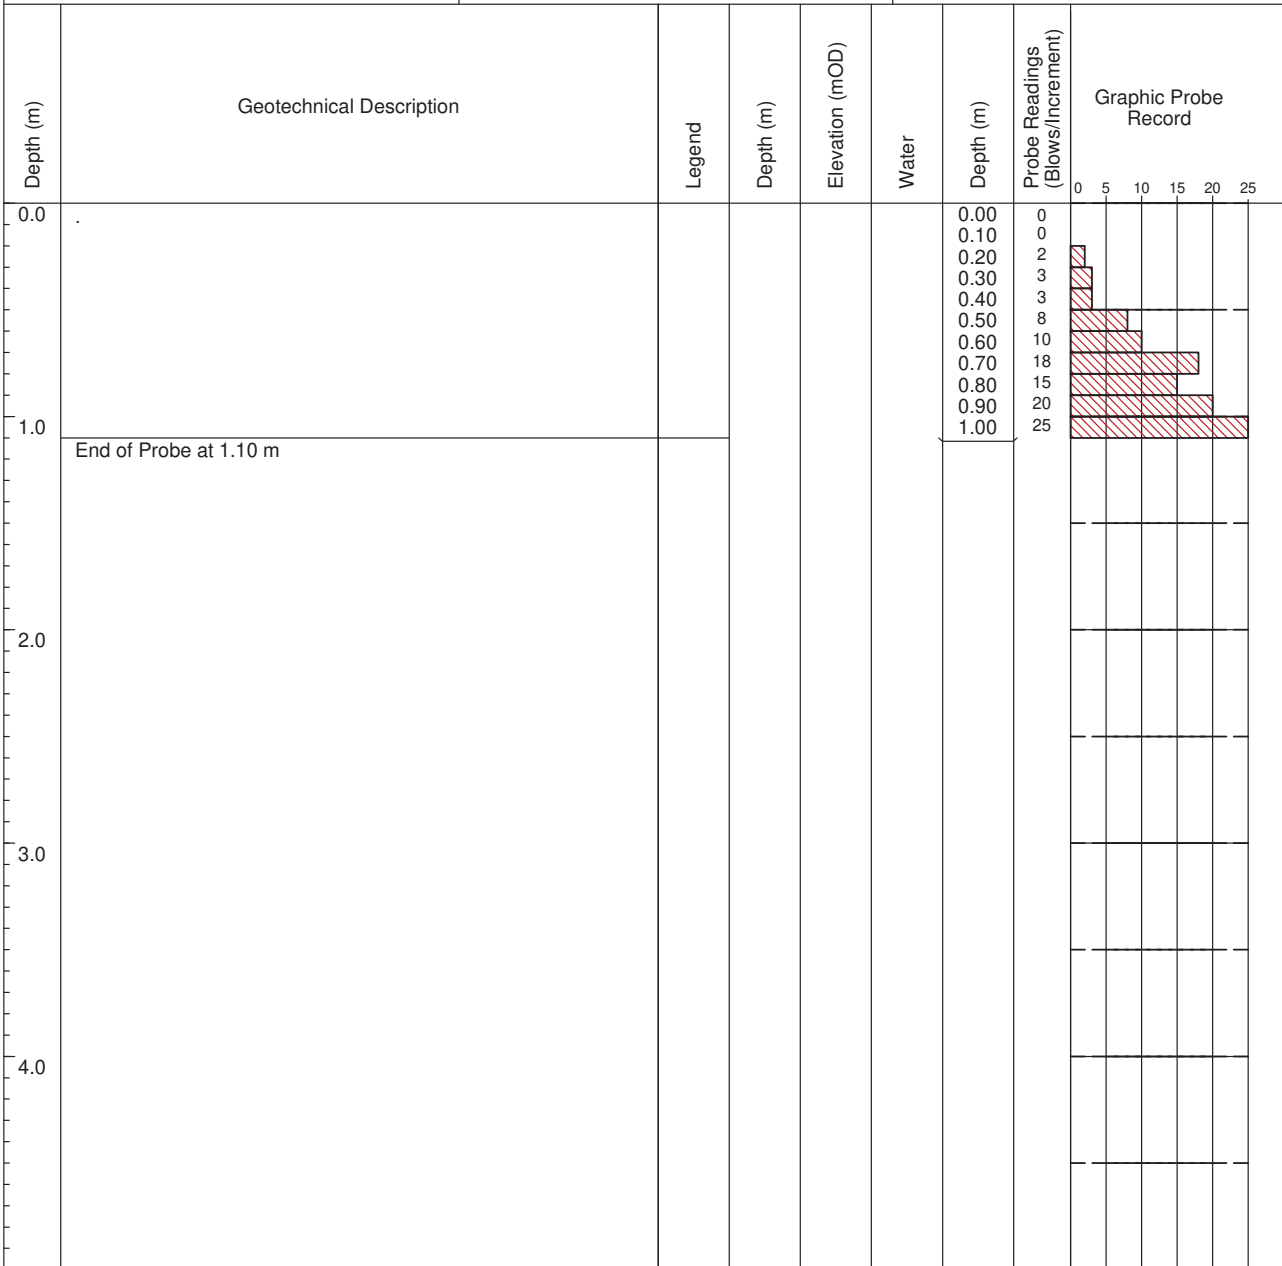 Depth (m)
Geotechnical Description
Legend
Depth (m)
Elevation (mOD)
Water
Depth (m)
Probe Readings
(Blows/Increment)
Graphic Probe
Record
0 5 10 15 20 25
0.0 . 0.00 0
0.10 0
0.20 2
0.30 3
0.40 3
0.50 8
0.60 10
0.70 18
0.80 15
0.90 20
1.0 1.00 25
End of Probe at 1.10 m
2.0
3.0
4.0